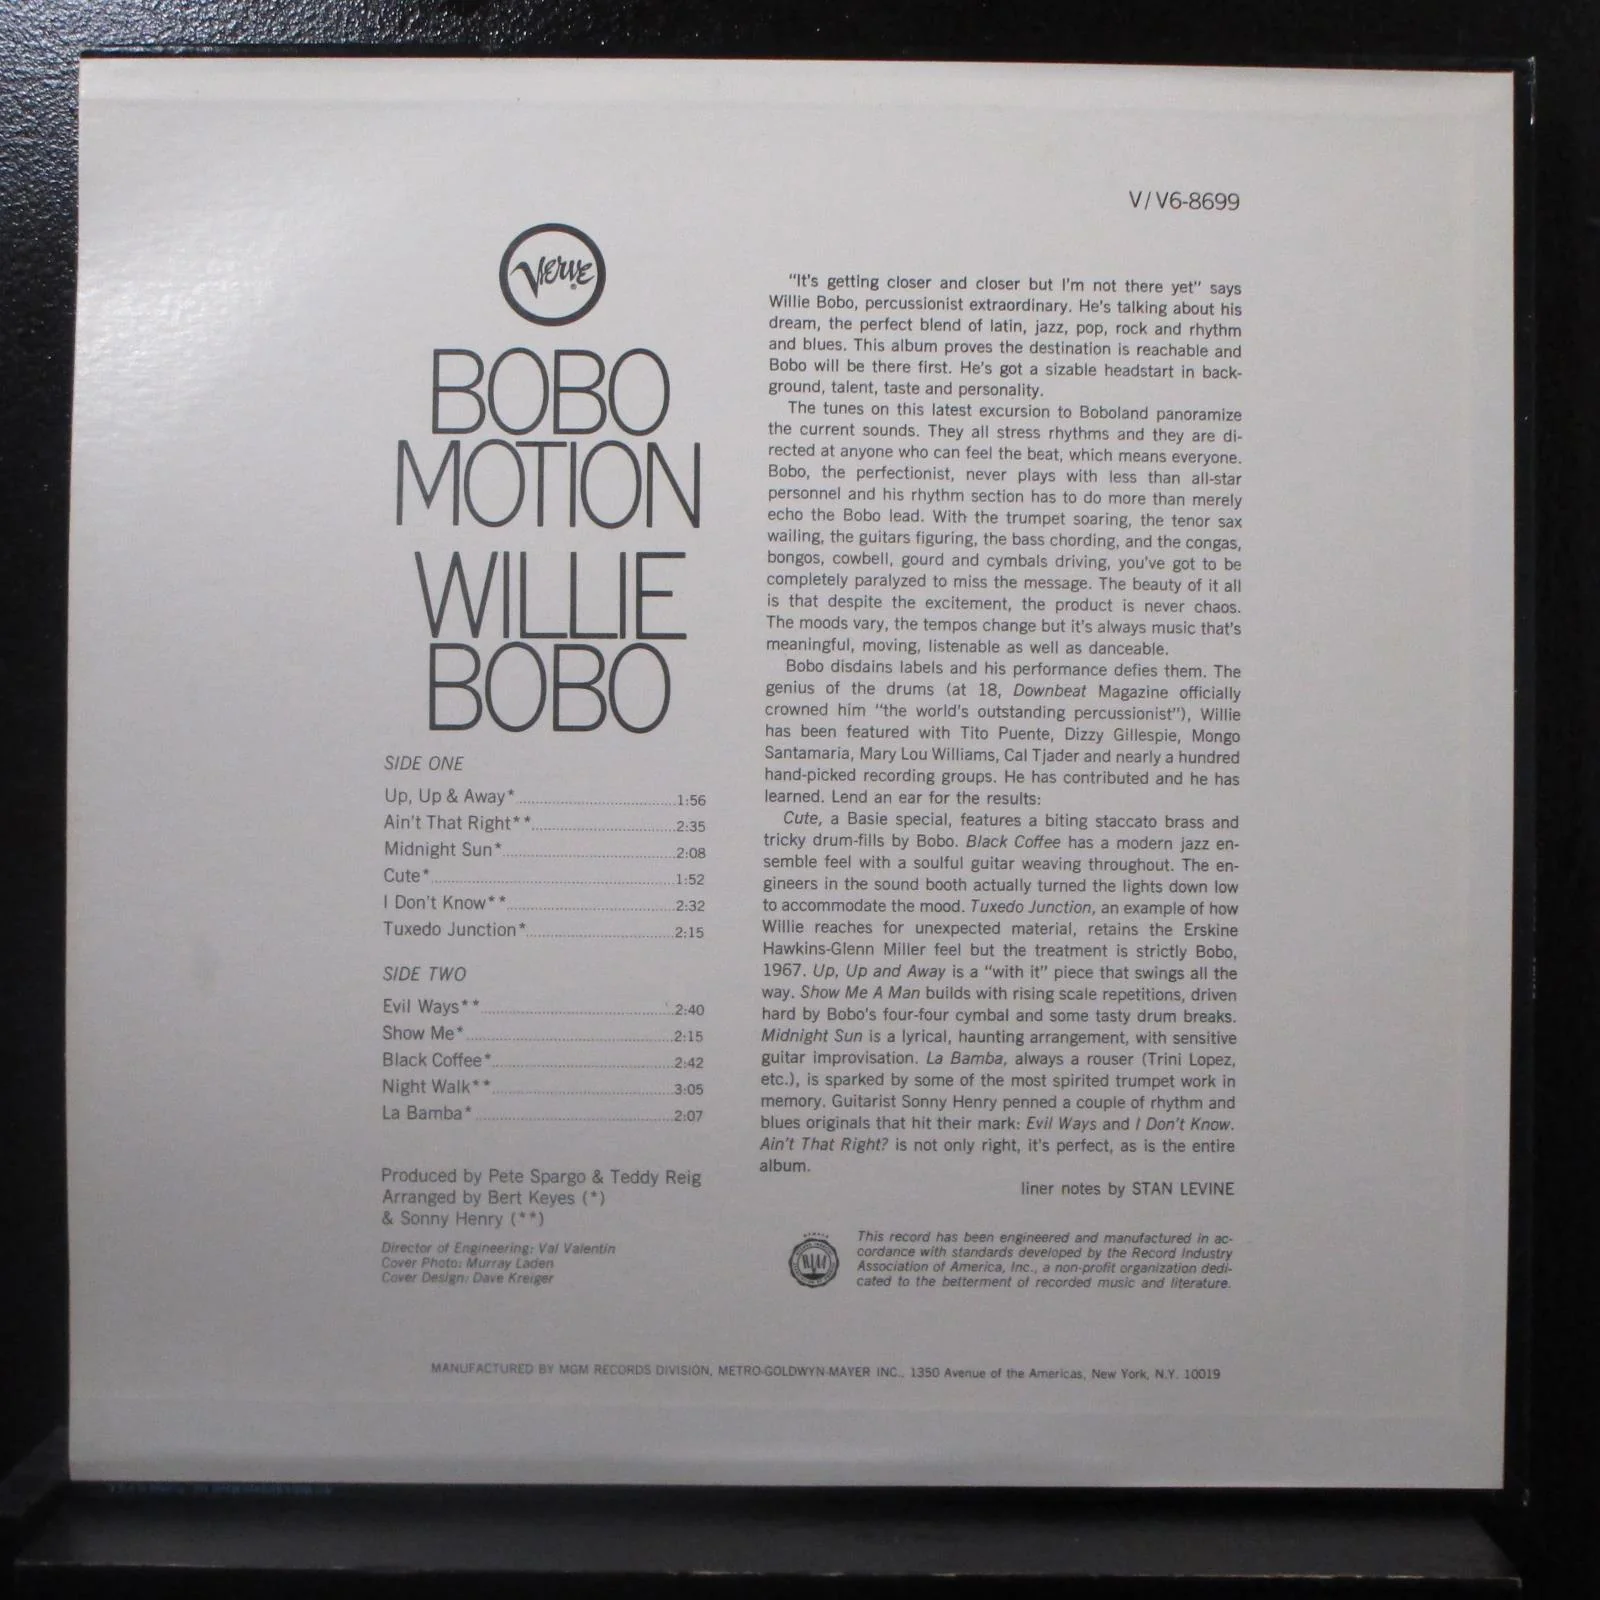 V/V6-8699
Verve
BOBO
MOTION
WILLIE
BOBO
SIDE ONE
Up, Up & Away*..............................1:56
Ain't That Right**..............................2:35
Midnight Sun*..............................2:08
Cute*..............................1:52
I Don't Know**..............................2:32
Tuxedo Junction*..............................2:15
SIDE TWO
Evil Ways**..............................2:40
Show Me*..............................2:15
Black Coffee*..............................2:42
Night Walk**..............................3:05
La Bamba*..............................2:07
Produced by Pete Spargo & Teddy Reig
Arranged by Bert Keyes (*)
& Sonny Henry (**)
Director of Engineering: Val Valentin
Cover Photo: Murray Laden
Cover Design: Dave Kreiger
"It's getting closer and closer but I'm not there yet" says
Willie Bobo, percussionist extraordinary. He's talking about his
dream, the perfect blend of latin, jazz, pop, rock and rhythm
and blues. This album proves the destination is reachable and
Bobo will be there first. He's got a sizable headstart in back-
ground, talent, taste and personality.
The tunes on this latest excursion to Boboland panoramize
the current sounds. They all stress rhythms and they are di-
rected at anyone who can feel the beat, which means everyone.
Bobo, the perfectionist, never plays with less than all-star
personnel and his rhythm section has to do more than merely
echo the Bobo lead. With the trumpet soaring, the tenor sax
wailing, the guitars figuring, the bass chording, and the congas,
bongos, cowbell, gourd and cymbals driving, you've got to be
completely paralyzed to miss the message. The beauty of it all
is that despite the excitement, the product is never chaos.
The moods vary, the tempos change but it's always music that's
meaningful, moving, listenable as well as danceable.
Bobo disdains labels and his performance defies them. The
genius of the drums (at 18, Downbeat Magazine officially
crowned him "the world's outstanding percussionist"), Willie
has been featured with Tito Puente, Dizzy Gillespie, Mongo
Santamaria, Mary Lou Williams, Cal Tjader and nearly a hundred
hand-picked recording groups. He has contributed and he has
learned. Lend an ear for the results:
Cute, a Basie special, features a biting staccato brass and
tricky drum-fills by Bobo. Black Coffee has a modern jazz en-
semble feel with a soulful guitar weaving throughout. The en-
gineers in the sound booth actually turned the lights down low
to accommodate the mood. Tuxedo Junction, an example of how
Willie reaches for unexpected material, retains the Erskine
Hawkins-Glenn Miller feel but the treatment is strictly Bobo,
1967. Up, Up and Away is a "with it" piece that swings all the
way. Show Me A Man builds with rising scale repetitions, driven
hard by Bobo's four-four cymbal and some tasty drum breaks.
Midnight Sun is a lyrical, haunting arrangement, with sensitive
guitar improvisation. La Bamba, always a rouser (Trini Lopez,
etc.), is sparked by some of the most spirited trumpet work in
memory. Guitarist Sonny Henry penned a couple of rhythm and
blues originals that hit their mark: Evil Ways and I Don't Know.
Ain't That Right? is not only right, it's perfect, as is the entire
album.
liner notes by STAN LEVINE
This record has been engineered and manufactured in ac-
cordance with standards developed by the Record Industry
Association of America, Inc., a non-profit organization dedi-
cated to the betterment of recorded music and literature.
MANUFACTURED BY MGM RECORDS DIVISION, METRO-GOLDWYN-MAYER INC., 1350 Avenue of the Americas, New York, N.Y. 10019